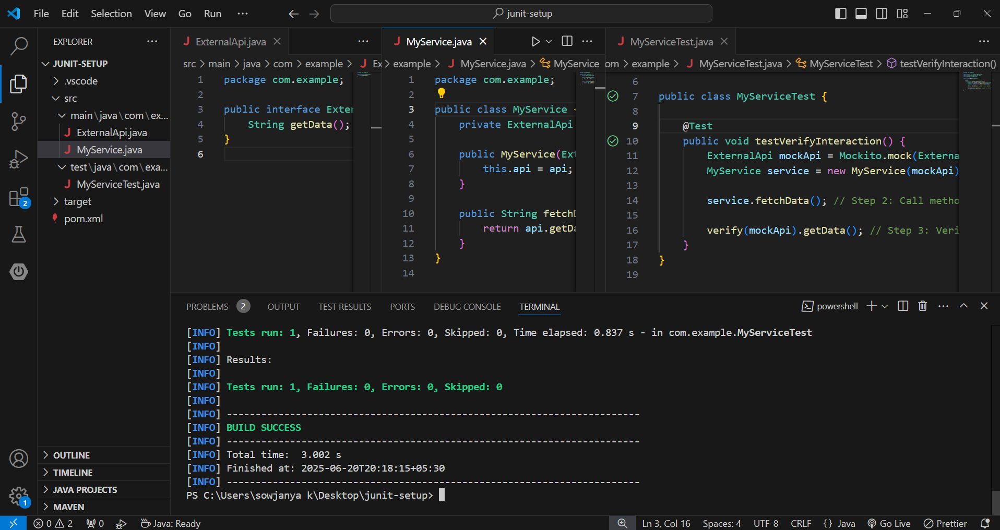 File Edit Selection View Go Run ···
junit-setup
EXPLORER ···
JUNIT-SETUP
.vscode
src
main\java\com\ex...
ExternalApi.java
MyService.java
test\java\com\exa...
MyServiceTest.java
target
pom.xml
OUTLINE
TIMELINE
JAVA PROJECTS
MAVEN
2
1
ExternalApi.java
src > main > java > com > example > J Ex
1 package com.example;
2
3 public interface Exter
4 String getData();
5 }
6
MyService.java
> example > J MyService.java > MyService
1 package com.example;
2
3 public class MyService {
4 private ExternalApi
5
6 public MyService(Ext
7 this.api = api;
8 }
9
10 public String fetchD
11 return api.getDa
12 }
13 }
14
MyServiceTest.java
om > example > J MyServiceTest.java > MyServiceTest > testVerifyInteraction()
6
7 public class MyServiceTest {
8
9 @Test
10 public void testVerifyInteraction() {
11 ExternalApi mockApi = Mockito.mock(Externa
12 MyService service = new MyService(mockApi)
13
14 service.fetchData(); // Step 2: Call metho
15
16 verify(mockApi).getData(); // Step 3: Veri
17 }
18 }
19
PROBLEMS 2 OUTPUT TEST RESULTS PORTS DEBUG CONSOLE TERMINAL
powershell
[INFO] Tests run: 1, Failures: 0, Errors: 0, Skipped: 0, Time elapsed: 0.837 s - in com.example.MyServiceTest
[INFO]
[INFO] Results:
[INFO]
[INFO] Tests run: 1, Failures: 0, Errors: 0, Skipped: 0
[INFO]
[INFO] ------------------------------------------------------------------------
[INFO] BUILD SUCCESS
[INFO] ------------------------------------------------------------------------
[INFO] Total time:  3.002 s
[INFO] Finished at: 2025-06-20T20:18:15+05:30
[INFO] ------------------------------------------------------------------------
PS C:\Users\sowjanya k\Desktop\junit-setup>
0 2 0 Java: Ready Ln 3, Col 16 Spaces: 4 UTF-8 CRLF {} Java Go Live Prettier